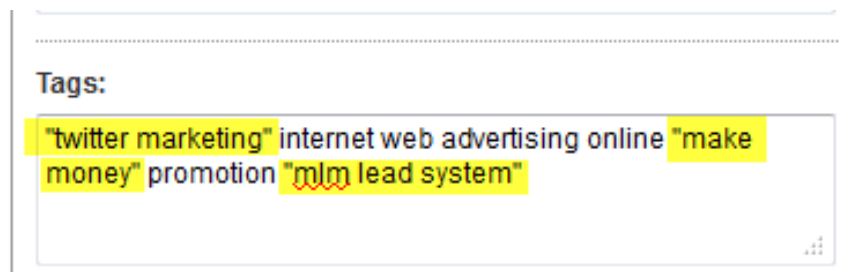 Tags:
"twitter marketing" internet web advertising online "make
money" promotion "mlm lead system"